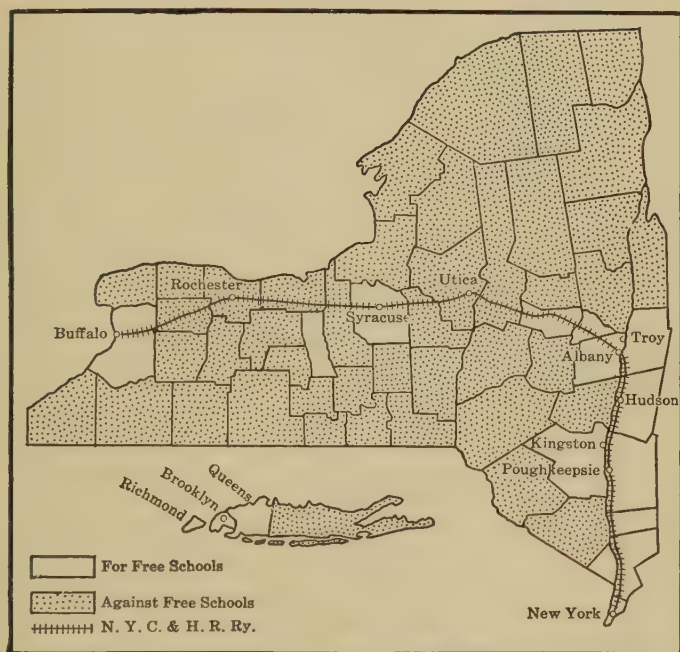 Rochester
Utica
Syracuse
Buffalo
Troy
Albany
Hudson
Kingston
Poughkeepsie
Queens
Brooklyn
Richmond
For Free Schools
Against Free Schools
N. Y. C. & H. R. Ry.
New York